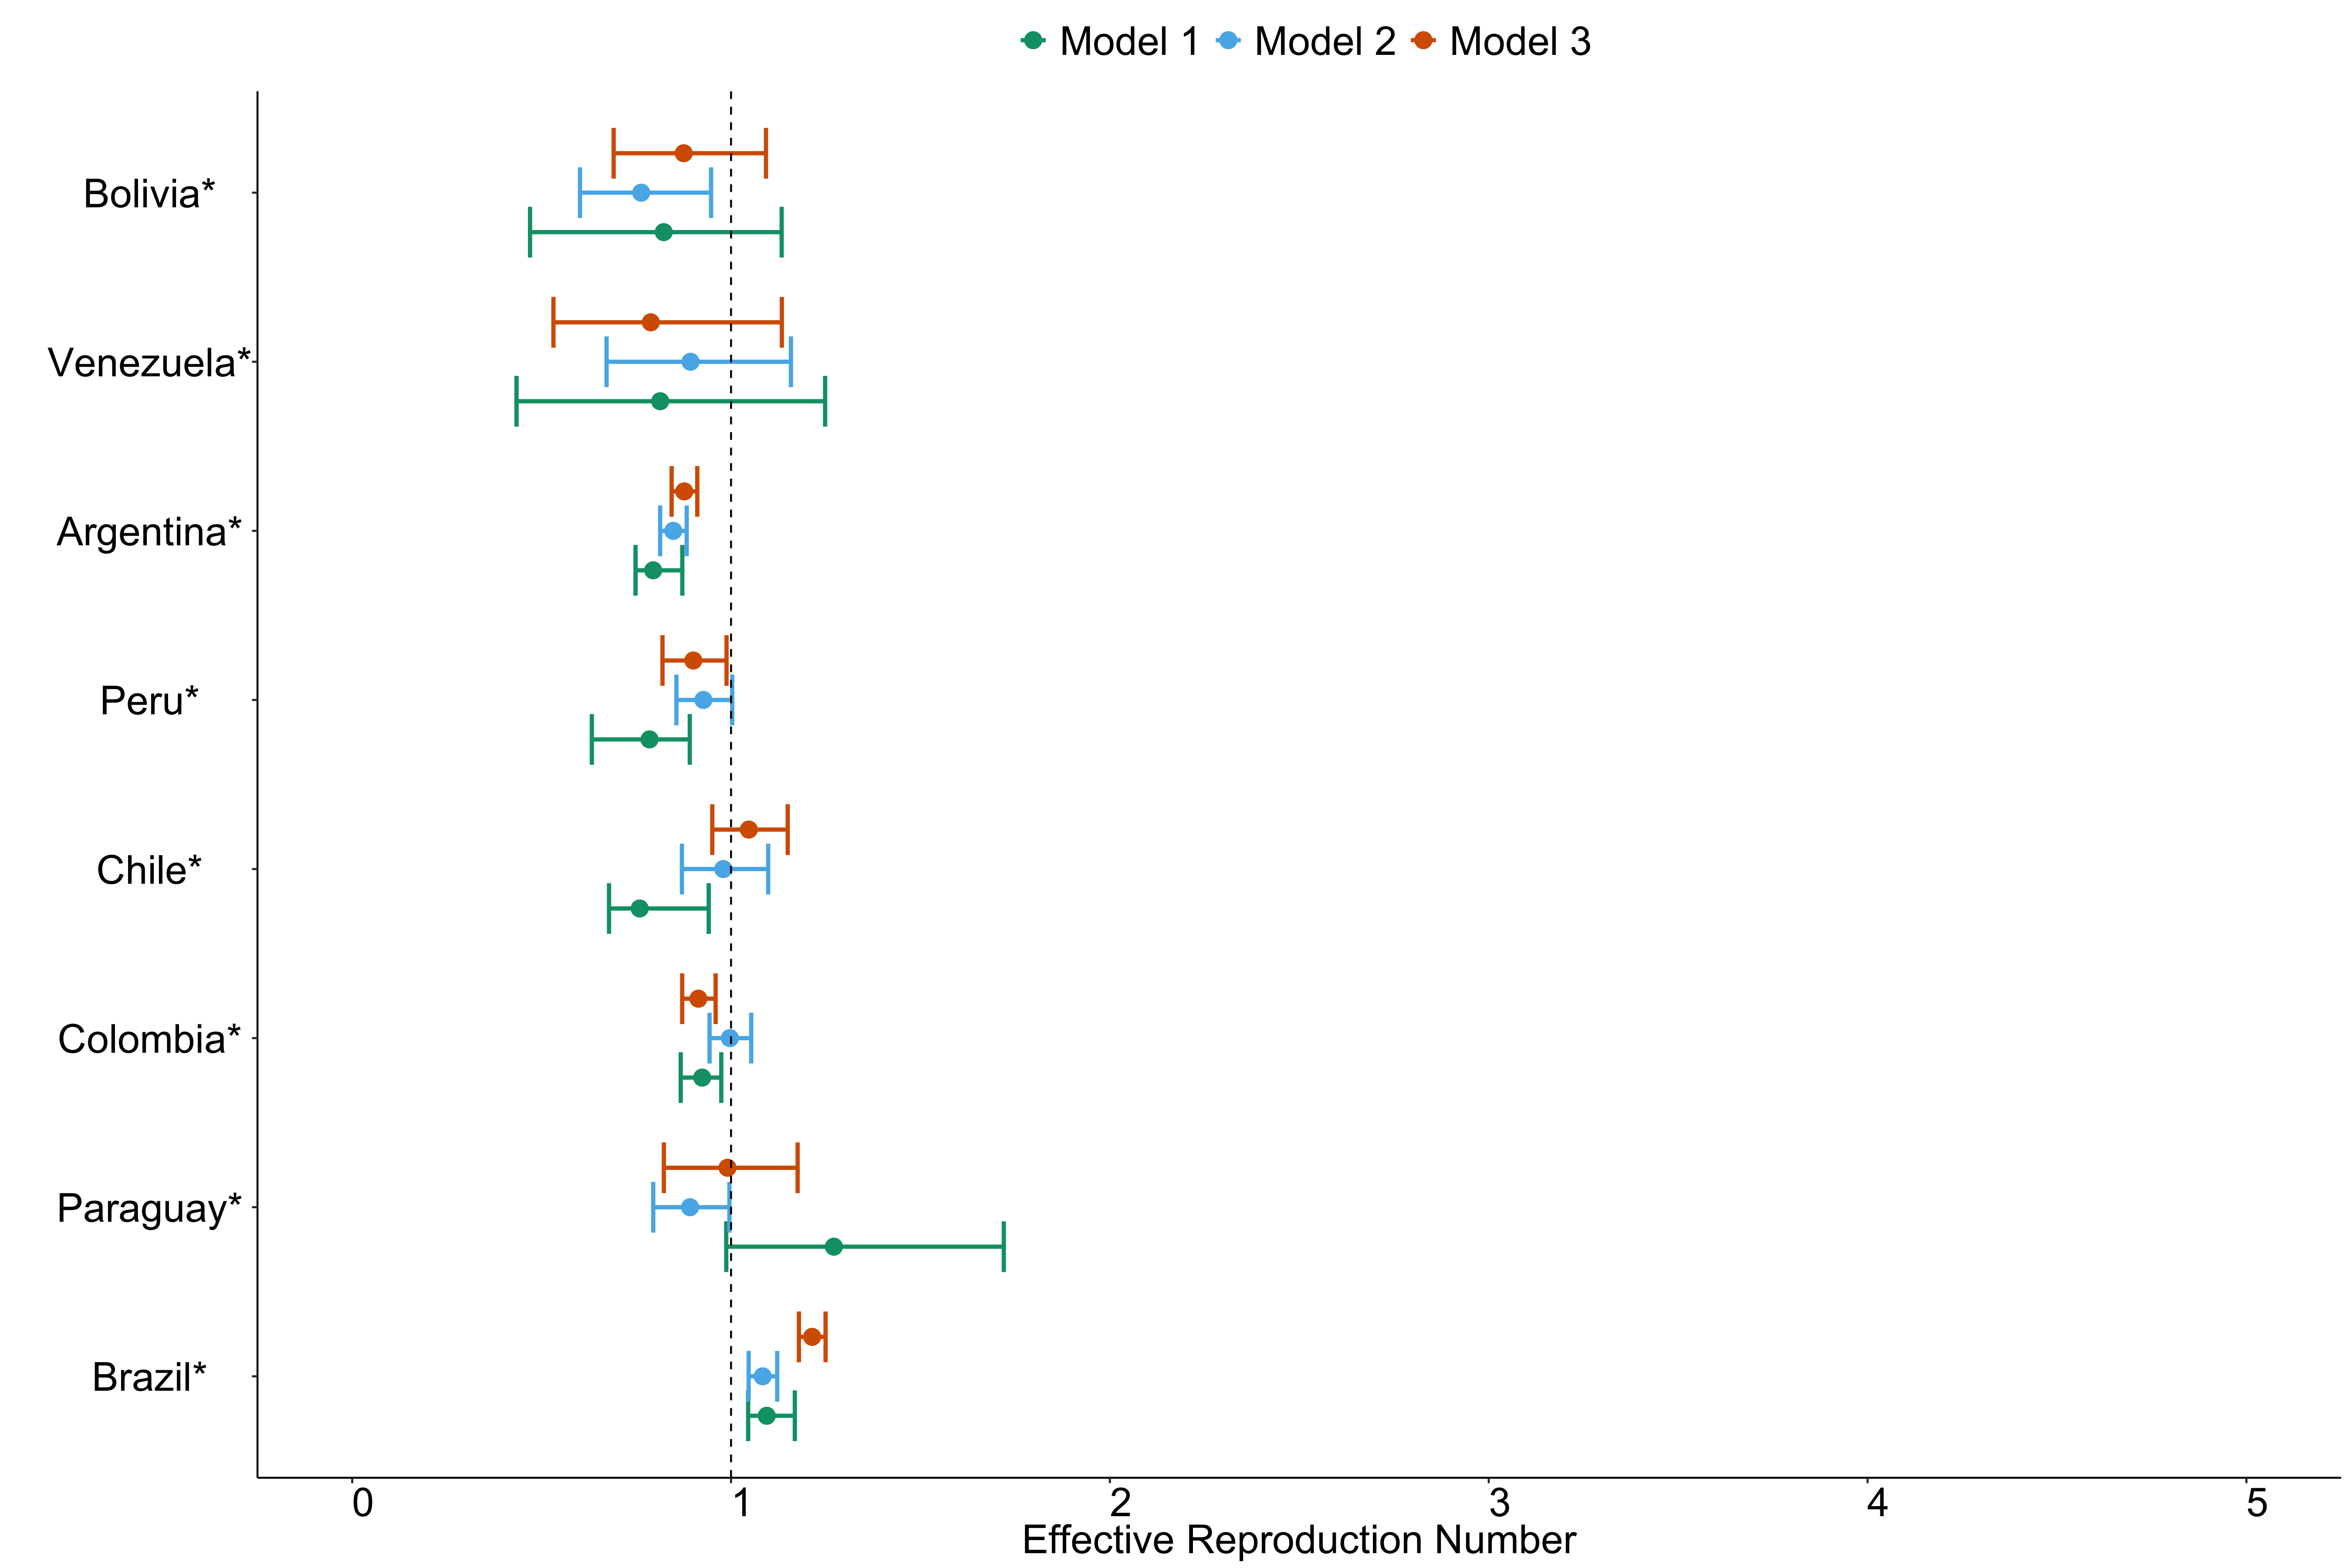 Model 1 Model 2 Model 3
Bolivia*
Venezuela*
Argentina*
Peru*
Chile*
Colombia*
Paraguay*
Brazil*
0 1 2 3 4 5
Effective Reproduction Number